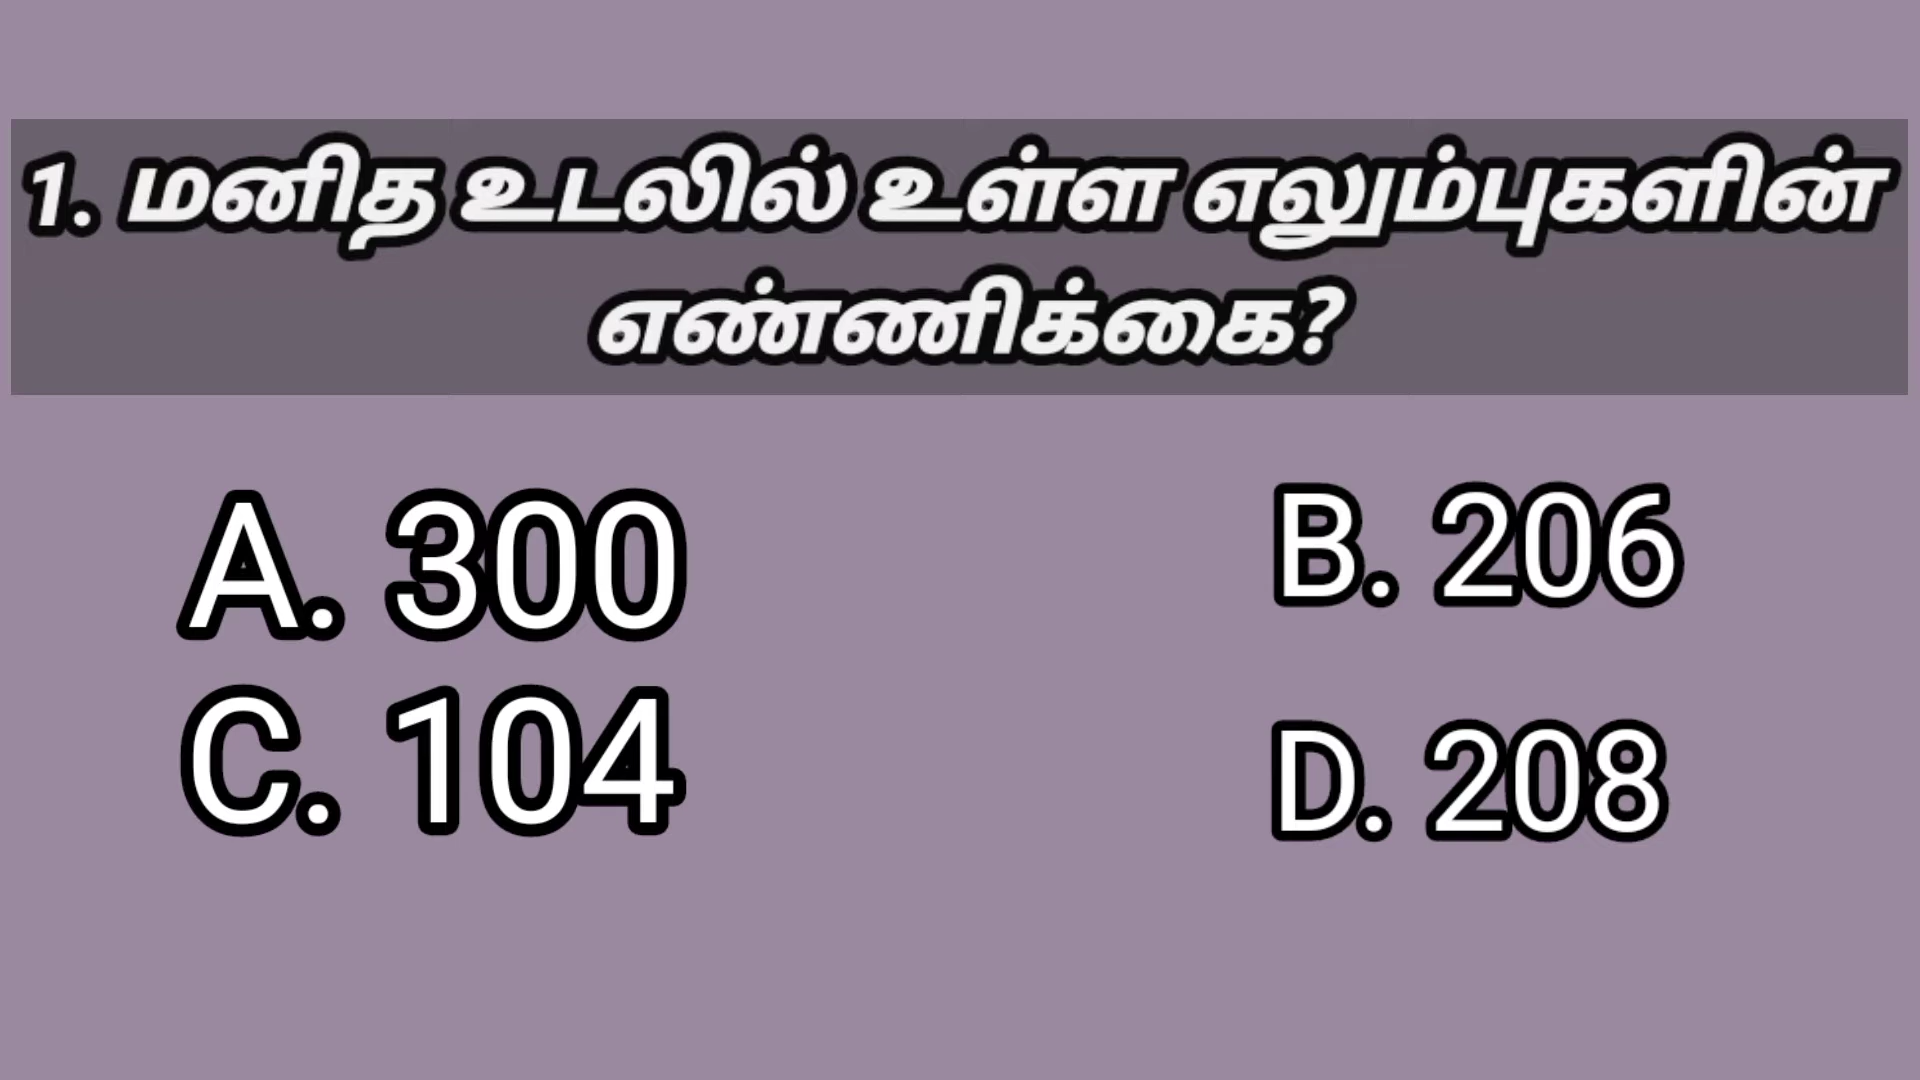 1. மனித உடலில் உள்ள எலும்புகளின்
எண்ணிக்கை?
A. 300
B. 206
C. 104
D. 208